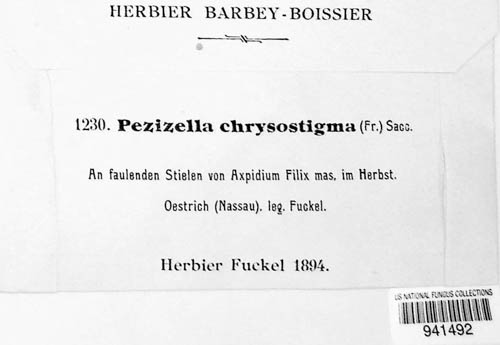 HERBIER BARBEY-BOISSIER
1230. Pezizella chrysostigma (Fr.) Sacc.
An faulenden Stielen von Axpidium Filix mas, im Herbst.
Oestrich (Nassau). leg. Fuckel.
Herbier Fuckel 1894.
US NATIONAL FUNGUS COLLECTIONS
941492